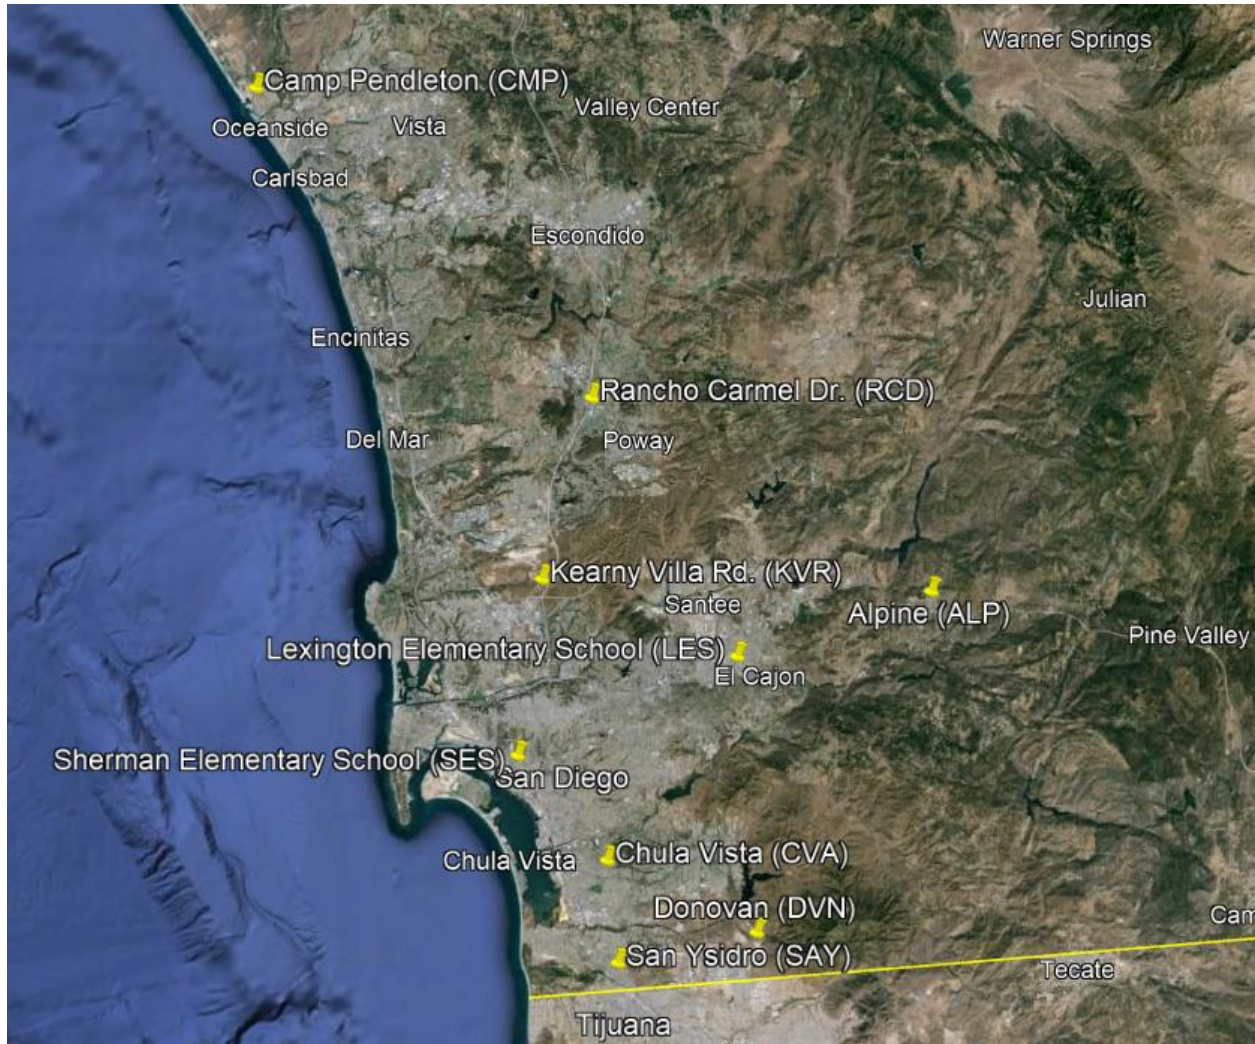 Warner Springs
Camp Pendleton (CMP)
Valley Center
Oceanside
Vista
Carlsbad
Escondido
Julian
Encinitas
Rancho Carmel Dr. (RCD)
Del Mar
Poway
Kearny Villa Rd. (KVR)
Santee
Alpine (ALP)
Pine Valley
Lexington Elementary School (LES)
El Cajon
Sherman Elementary School (SES)
San Diego
Chula Vista
Chula Vista (CVA)
Donovan (DVN)
Cam
San Ysidro (SAY)
Tecate
Tijuana